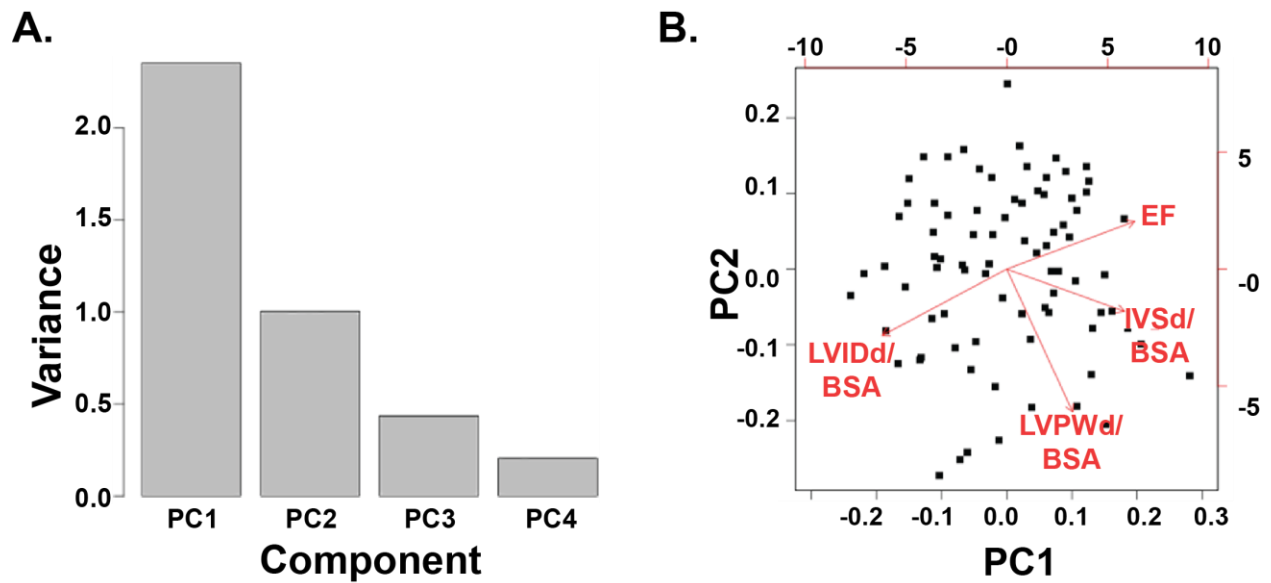 A.
Variance
2.0
1.5
1.0
0.5
0.0
PC1 PC2 PC3 PC4
Component
B.
-10 -5 -0 5 10
PC2
0.2
0.1
0.0
-0.1
-0.2
5
-0
-5
EF
IVSd/
BSA
LVIDd/
BSA
LVPWd/
BSA
-0.2 -0.1 0.0 0.1 0.2 0.3
PC1